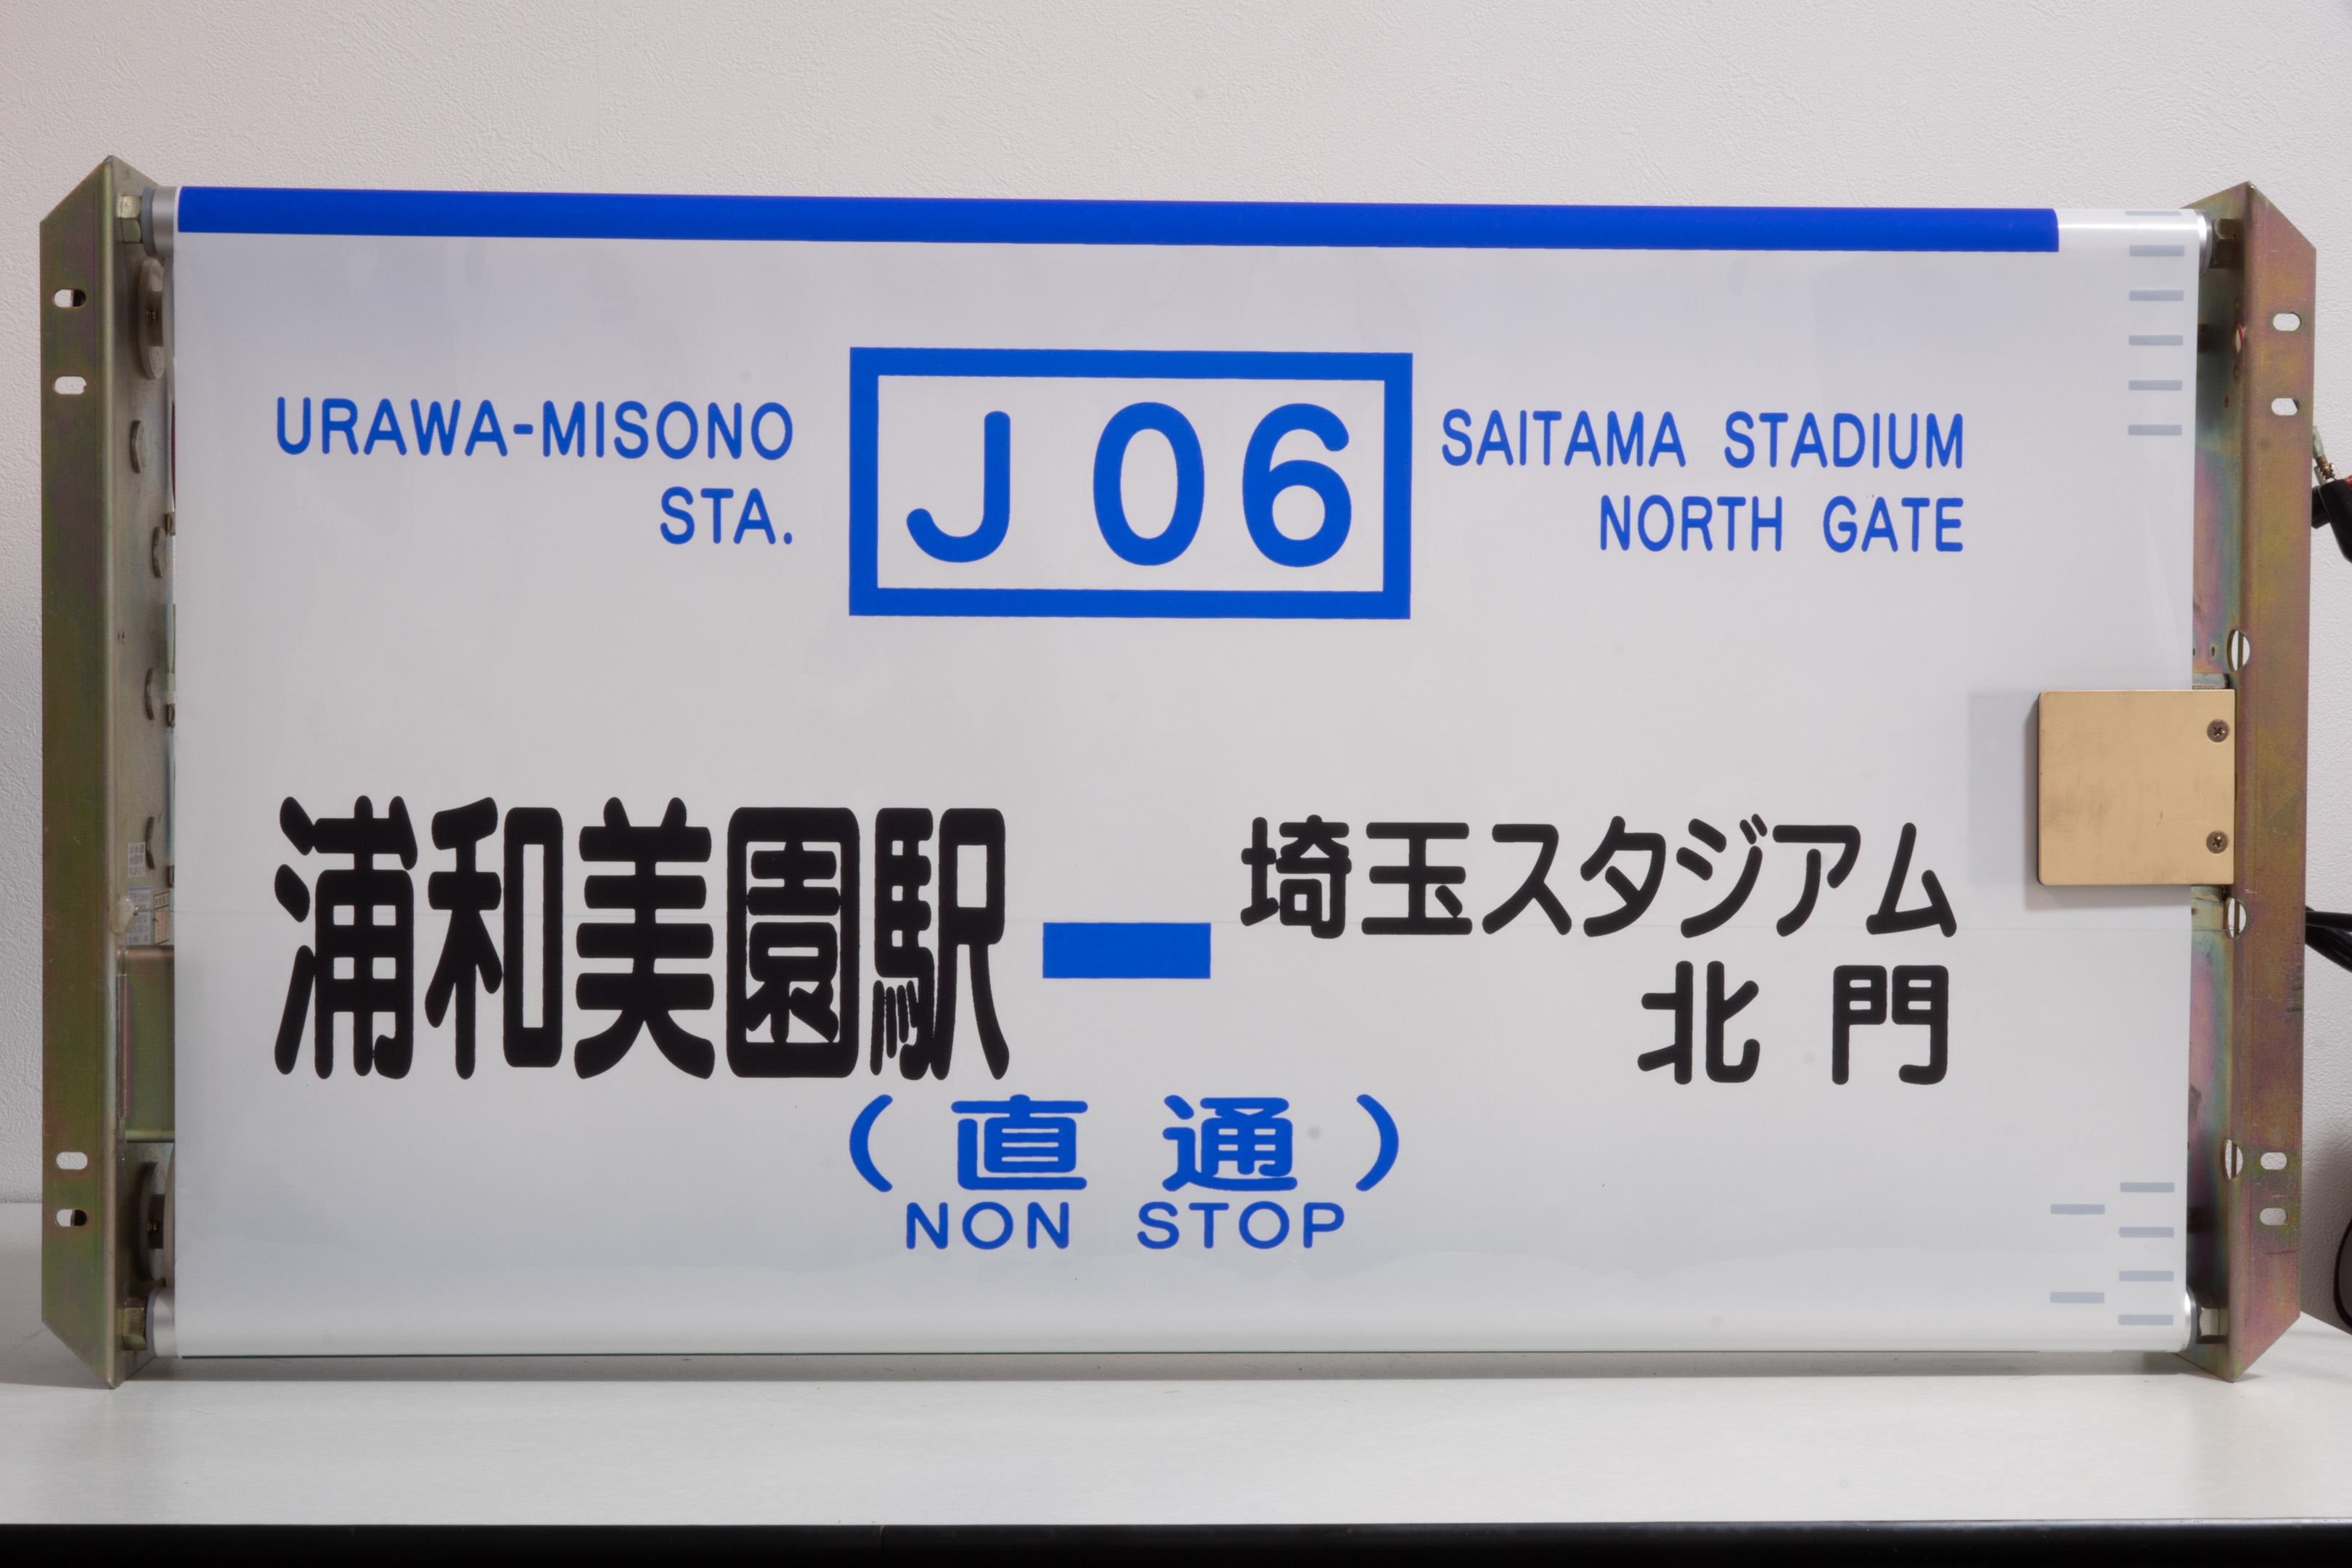 URAWA-MISONO
STA.
J 06
SAITAMA STADIUM
NORTH GATE
浦和美園駅
埼玉スタジアム
北門
（直通）
NON STOP